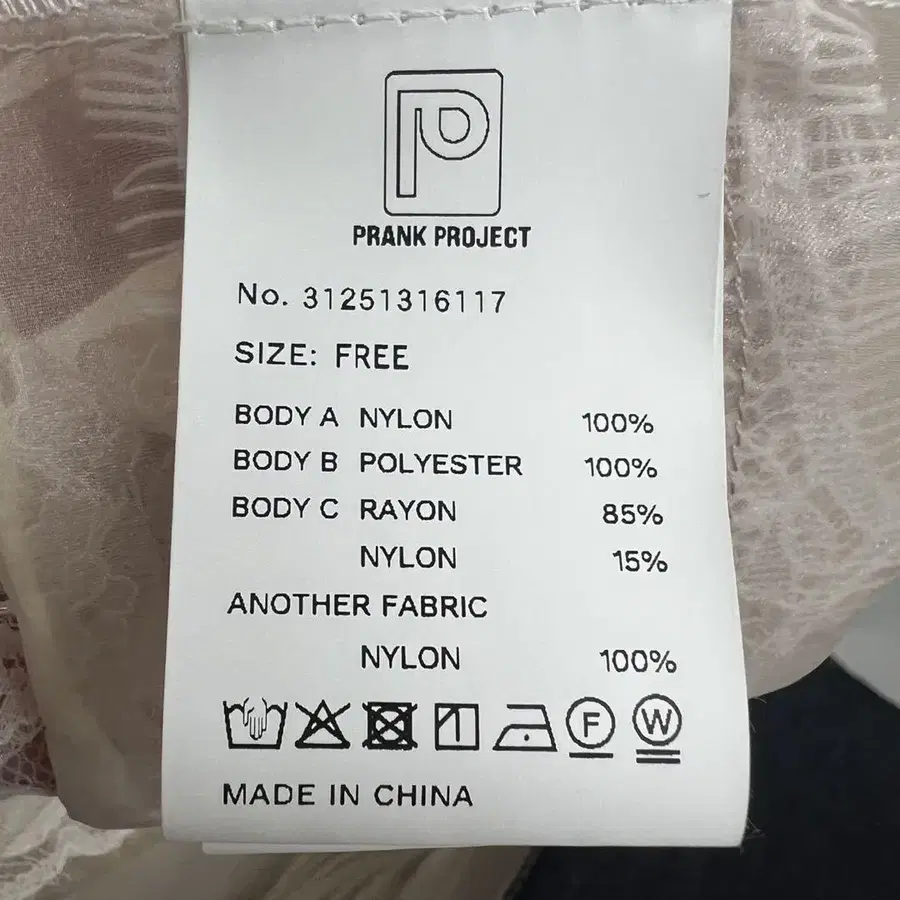 PRANK PROJECT
No. 31251316117
SIZE: FREE
BODY A NYLON 100%
BODY B POLYESTER 100%
BODY C RAYON 85%
NYLON 15%
ANOTHER FABRIC
NYLON 100%
F W
MADE IN CHINA